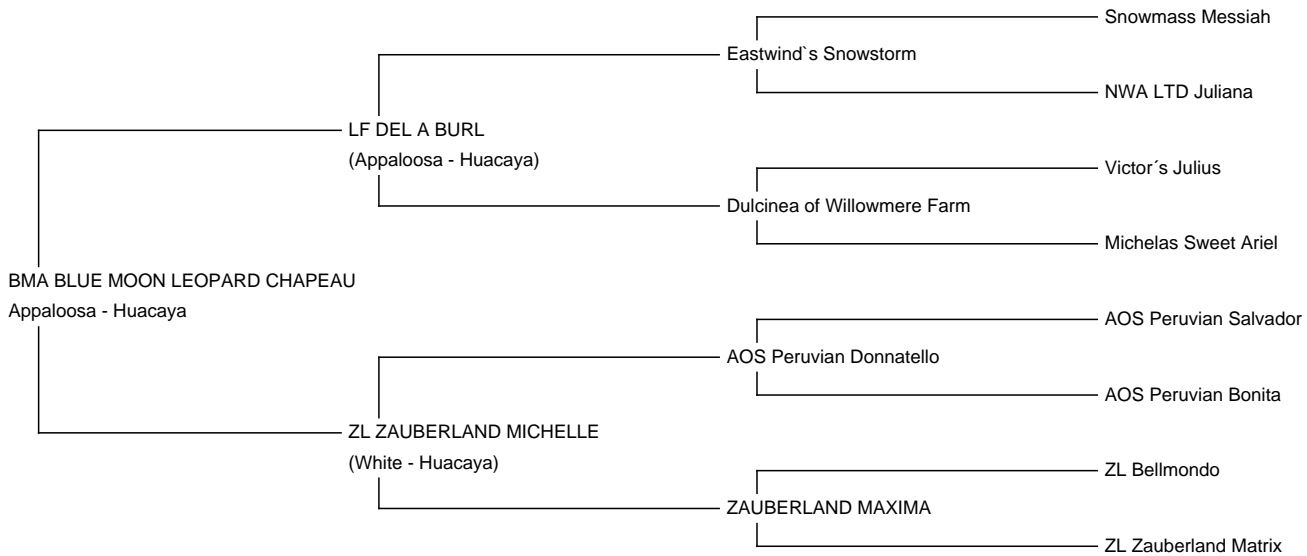 Snowmass Messiah
Eastwind`s Snowstorm
NWA LTD Juliana
LF DEL A BURL
(Appaloosa - Huacaya)
Victor´s Julius
Dulcinea of Willowmere Farm
Michelas Sweet Ariel
BMA BLUE MOON LEOPARD CHAPEAU
Appaloosa - Huacaya
AOS Peruvian Salvador
AOS Peruvian Donnatello
AOS Peruvian Bonita
ZL ZAUBERLAND MICHELLE
(White - Huacaya)
ZL Bellmondo
ZAUBERLAND MAXIMA
ZL Zauberland Matrix